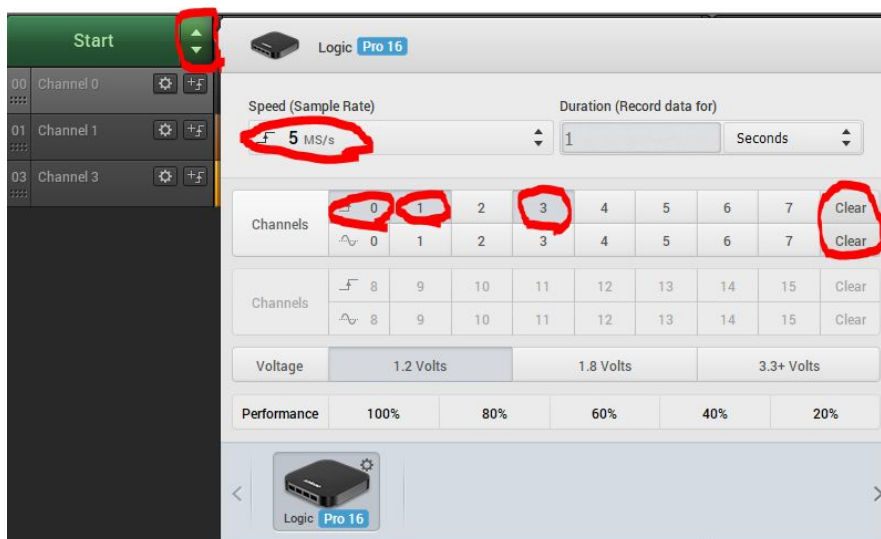 Start
00 Channel 0
01 Channel 1
03 Channel 3
Logic Pro 16
Speed (Sample Rate)
Duration (Record data for)
5 MS/s
1 Seconds
Channels
0 1 2 3 4 5 6 7 Clear
0 1 2 3 4 5 6 7 Clear
Channels
8 9 10 11 12 13 14 15 Clear
8 9 10 11 12 13 14 15 Clear
Voltage 1.2 Volts 1.8 Volts 3.3+ Volts
Performance 100% 80% 60% 40% 20%
Logic Pro 16